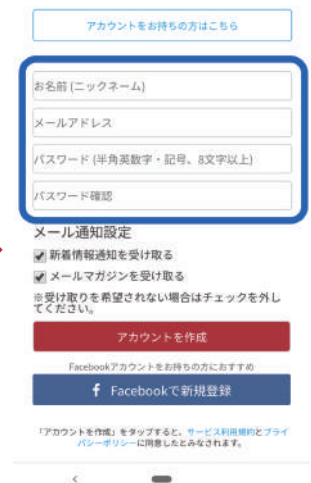 アカウントをお持ちの方はこちら
お名前 (ニックネーム)
メールアドレス
パスワード (半角英数字・記号、8文字以上)
パスワード確認
メール通知設定
新着情報通知を受け取る
メールマガジンを受け取る
※受け取りを希望されない場合はチェックを外し
てください。
アカウントを作成
Facebookアカウントをお持ちの方におすすめ
f Facebookで新規登録
「アカウントを作成」をタップすると、サービス利用規約とプライ
バシーポリシーに同意したとみなされます。